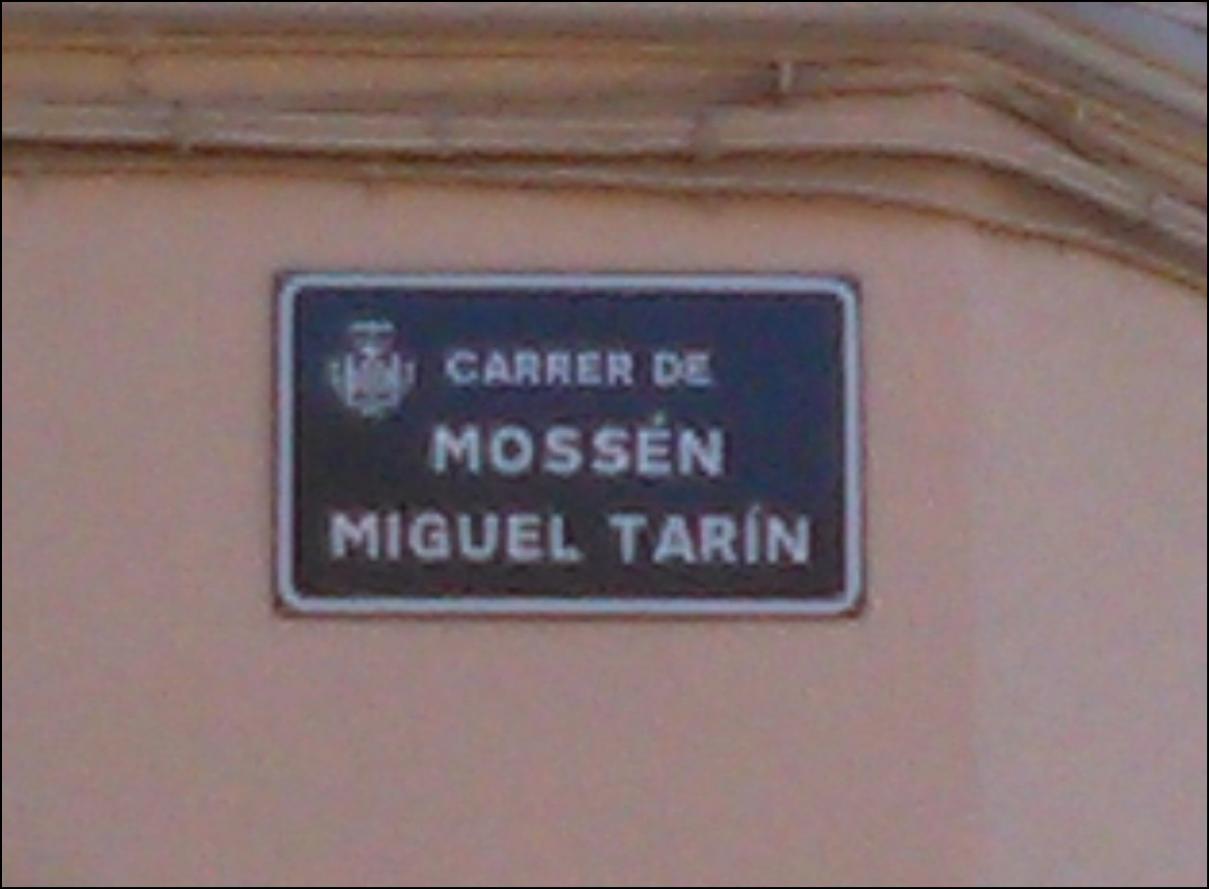 CARRER DE
MOSSÉN
MIGUEL TARÍN